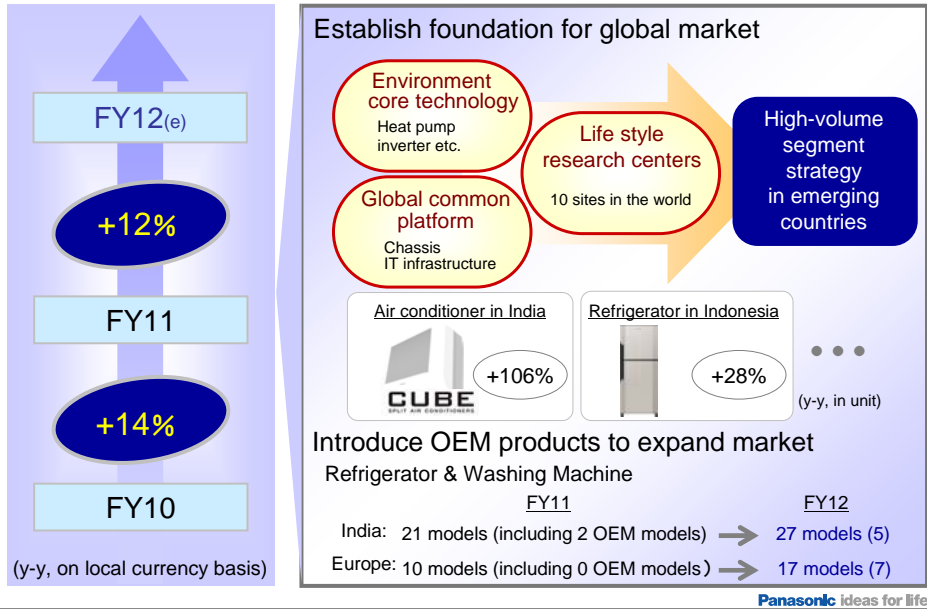 FY12(e)
+12%
FY11
+14%
FY10
(y-y, on local currency basis)
Establish foundation for global market
Environment
core technology
Heat pump
inverter etc.
Global common
platform
Chassis
IT infrastructure
Life style
research centers
10 sites in the world
High-volume
segment
strategy
in emerging
countries
Air conditioner in India
CUBE
SPLIT AIR CONDITIONERS
+106%
Refrigerator in Indonesia
+28%
(y-y, in unit)
Introduce OEM products to expand market
Refrigerator & Washing Machine
FY11 FY12
India: 21 models (including 2 OEM models) 27 models (5)
Europe: 10 models (including 0 OEM models) 17 models (7)
Panasonic ideas for life